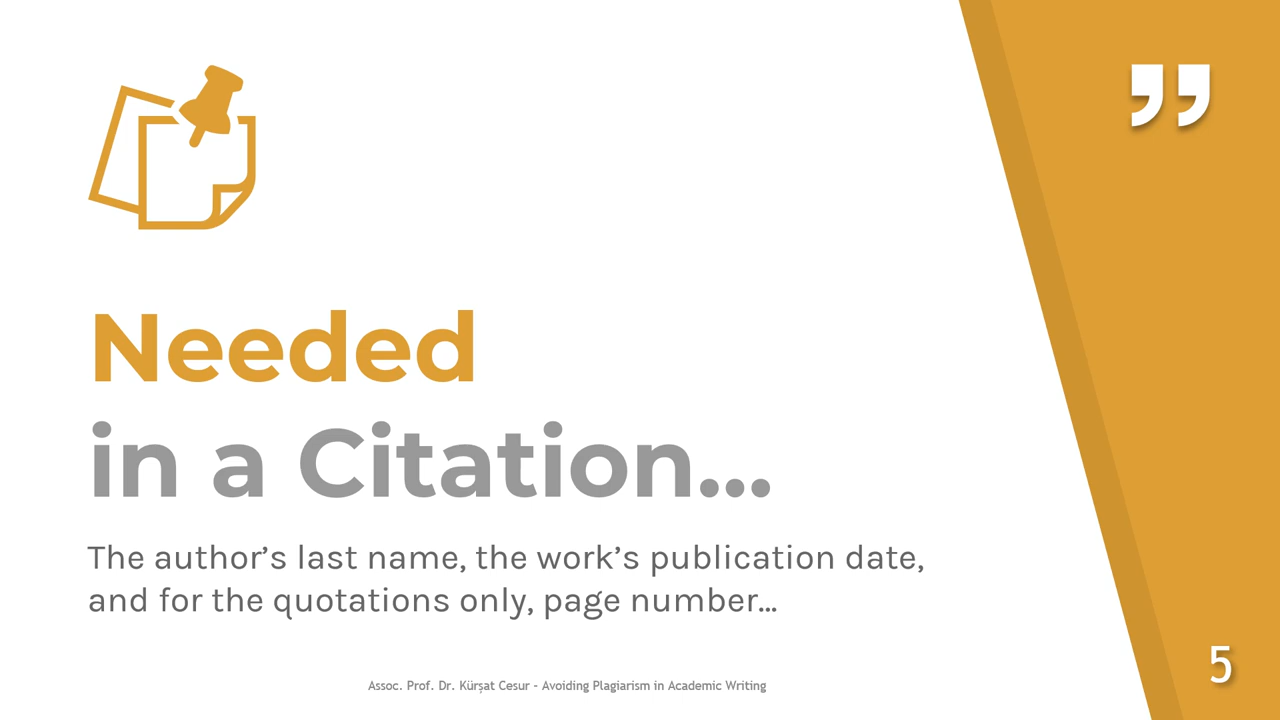 ”
Needed
in a Citation...
The author’s last name, the work’s publication date,
and for the quotations only, page number...
Assoc. Prof. Dr. Kürşat Cesur - Avoiding Plagiarism in Academic Writing
5